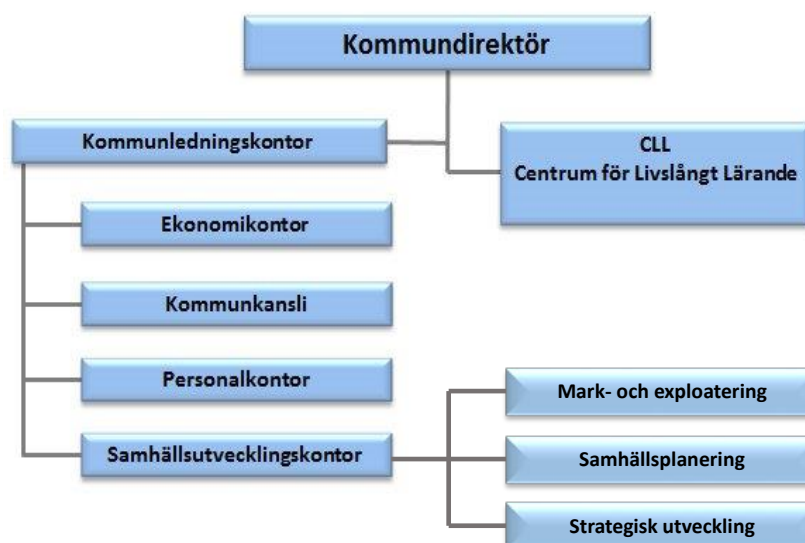 Kommundirektör
Kommunledningskontor
CLL
Centrum för Livslångt Lärande
Ekonomikontor
Kommunkansli
Personalkontor
Samhällsutvecklingskontor
Mark- och exploatering
Samhällsplanering
Strategisk utveckling